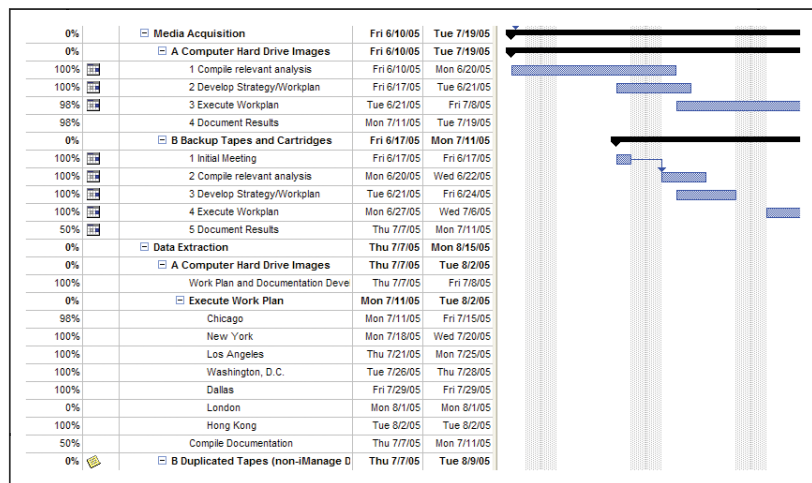 0% Media Acquisition Fri 6/10/05 Tue 7/19/05
0% A Computer Hard Drive Images Fri 6/10/05 Tue 7/19/05
100% 1 Compile relevant analysis Fri 6/10/05 Mon 6/20/05
100% 2 Develop Strategy/Workplan Fri 6/17/05 Tue 6/21/05
98% 3 Execute Workplan Tue 6/21/05 Fri 7/8/05
98% 4 Document Results Mon 7/11/05 Tue 7/19/05
0% B Backup Tapes and Cartridges Fri 6/17/05 Mon 7/11/05
100% 1 Initial Meeting Fri 6/17/05 Fri 6/17/05
100% 2 Compile relevant analysis Mon 6/20/05 Wed 6/22/05
100% 3 Develop Strategy/Workplan Tue 6/21/05 Fri 6/24/05
100% 4 Execute Workplan Mon 6/27/05 Wed 7/6/05
50% 5 Document Results Thu 7/7/05 Mon 7/11/05
0% Data Extraction Thu 7/7/05 Mon 8/15/05
0% A Computer Hard Drive Images Thu 7/7/05 Tue 8/2/05
100% Work Plan and Documentation Deve Thu 7/7/05 Fri 7/8/05
0% Execute Work Plan Mon 7/11/05 Tue 8/2/05
98% Chicago Mon 7/11/05 Fri 7/15/05
100% New York Mon 7/18/05 Wed 7/20/05
100% Los Angeles Thu 7/21/05 Mon 7/25/05
100% Washington, D.C. Tue 7/26/05 Thu 7/28/05
100% Dallas Fri 7/29/05 Fri 7/29/05
0% London Mon 8/1/05 Mon 8/1/05
100% Hong Kong Tue 8/2/05 Tue 8/2/05
50% Compile Documentation Thu 7/7/05 Mon 7/11/05
0% B Duplicated Tapes (non-iManage D Thu 7/7/05 Tue 8/9/05